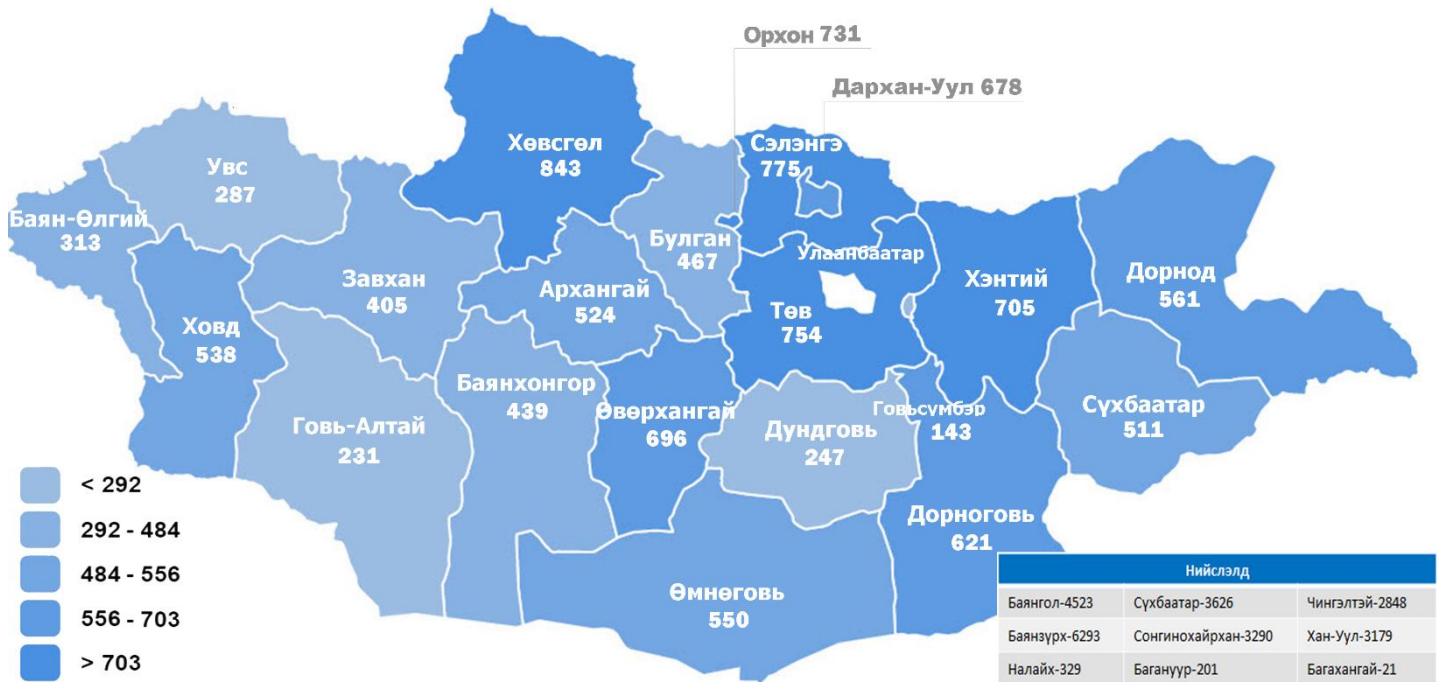 Орхон 731
Дархан-Уул 678
Хөвсгөл
843
Сэлэнгэ
775
Увс
287
Баян-Өлгий
313
Булган
467
Улаанбаатар
Завхан
405
Архангай
524
Хэнтий
705
Дорнод
561
Ховд
538
Төв
754
Баянхонгор
439
Өвөрхангай
696
Говьсүмбэр
143
Сүхбаатар
511
Говь-Алтай
231
Дундговь
247
Дорноговь
621
Өмнөговь
550
< 292
292 - 484
484 - 556
556 - 703
> 703
Нийслэлд
Баянгол-4523 Сүхбаатар-3626 Чингэлтэй-2848
Баянзүрх-6293 Сонгинохайрхан-3290 Хан-Уул-3179
Налайх-329 Багануур-201 Багахангай-21